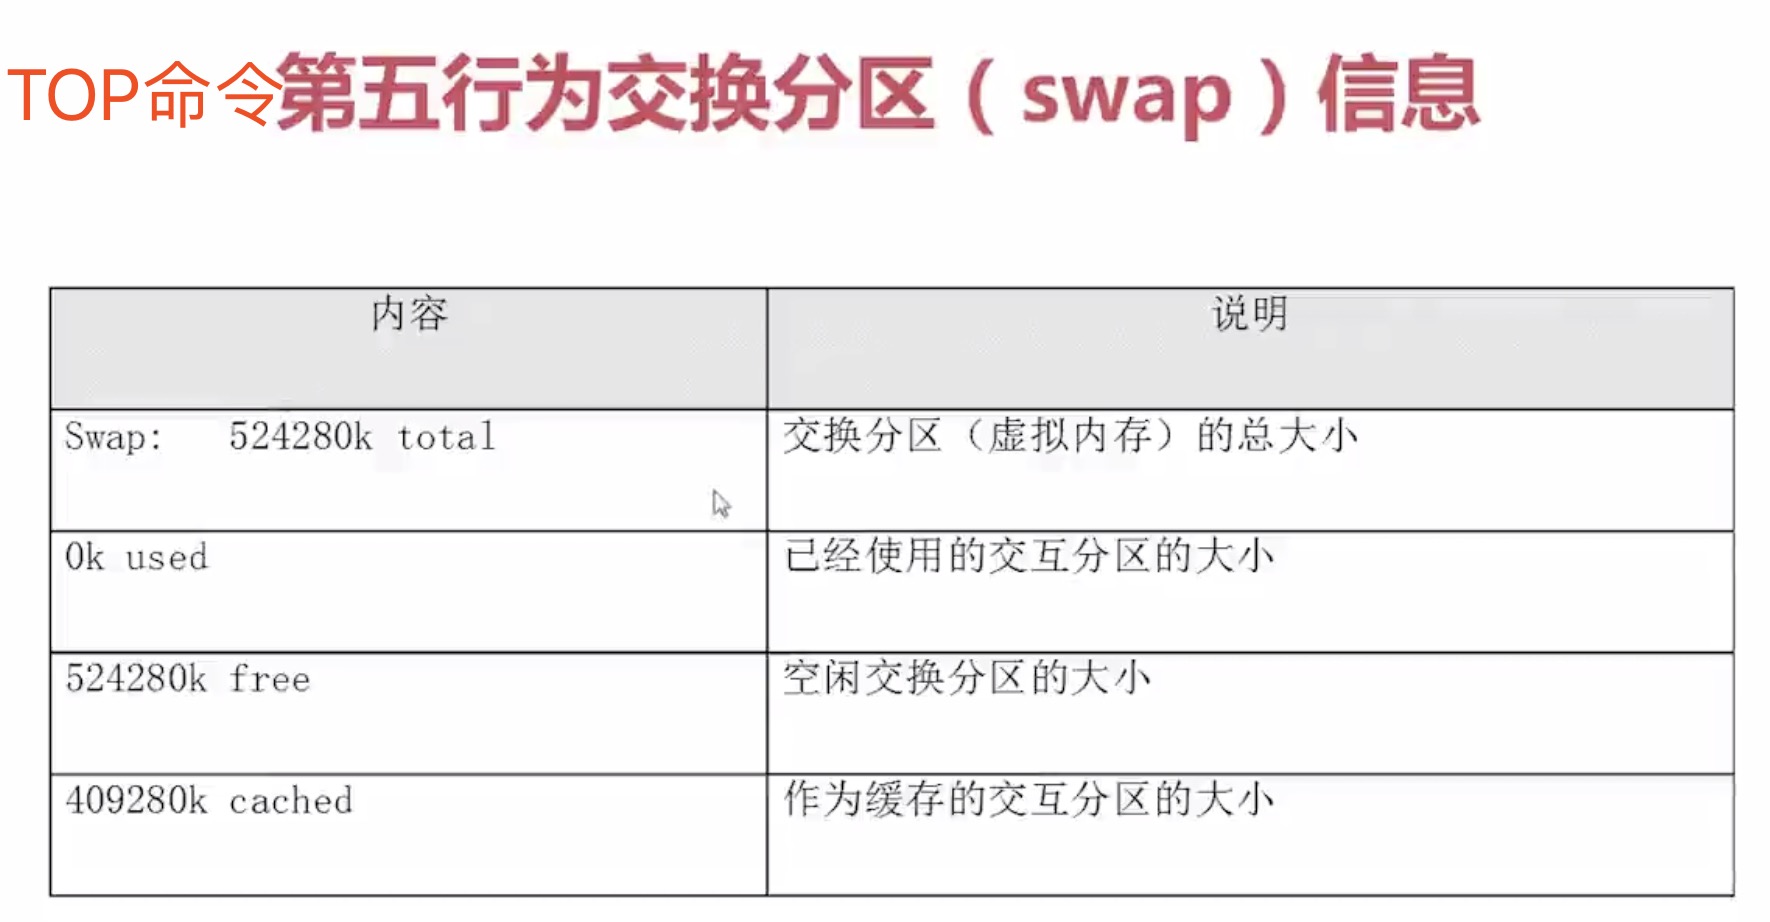 TOP命令第五行为交换分区（swap）信息
内容 说明
Swap: 524280k total 交换分区（虚拟内存）的总大小
0k used 已经使用的交互分区的大小
524280k free 空闲交换分区的大小
409280k cached 作为缓存的交互分区的大小